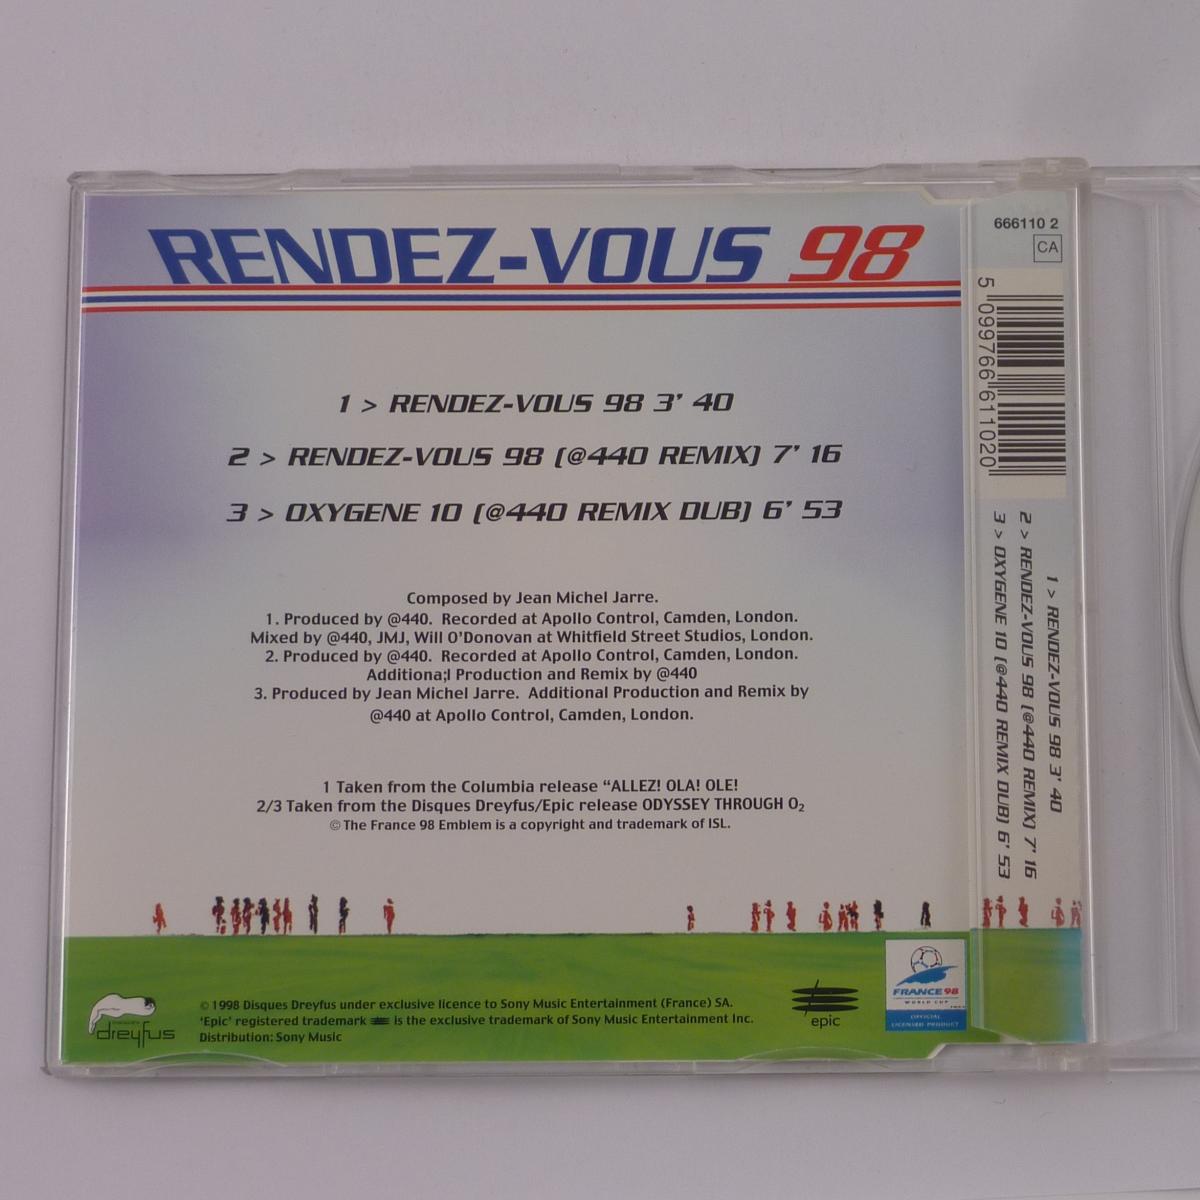 RENDEZ-VOUS 98
1 > RENDEZ-VOUS 98 3' 40
2 > RENDEZ-VOUS 98 (@440 REMIX) 7' 16
3 > OXYGENE 10 (@440 REMIX DUB) 6' 53
Composed by Jean Michel Jarre.
1. Produced by @440. Recorded at Apollo Control, Camden, London.
Mixed by @440, JMJ, Will O'Donovan at Whitfield Street Studios, London.
2. Produced by @440. Recorded at Apollo Control, Camden, London.
Additiona;l Production and Remix by @440
3. Produced by Jean Michel Jarre. Additional Production and Remix by
@440 at Apollo Control, Camden, London.
1 Taken from the Columbia release “ALLEZ! OLA! OLE!
2/3 Taken from the Disques Dreyfus/Epic release ODYSSEY THROUGH O₂
© The France 98 Emblem is a copyright and trademark of ISL.
dreyfus
© 1998 Disques Dreyfus under exclusive licence to Sony Music Entertainment (France) SA.
'Epic' registered trademark is the exclusive trademark of Sony Music Entertainment Inc.
Distribution: Sony Music
epic
FRANCE 98
WORLD CUP
OFFICIAL
LICENSED PRODUCT
666110 2
CA
5 099766 611020
1 > RENDEZ-VOUS 98 3' 40
2 > RENDEZ-VOUS 98 (@440 REMIX) 7' 16
3 > OXYGENE 10 (@440 REMIX DUB) 6' 53